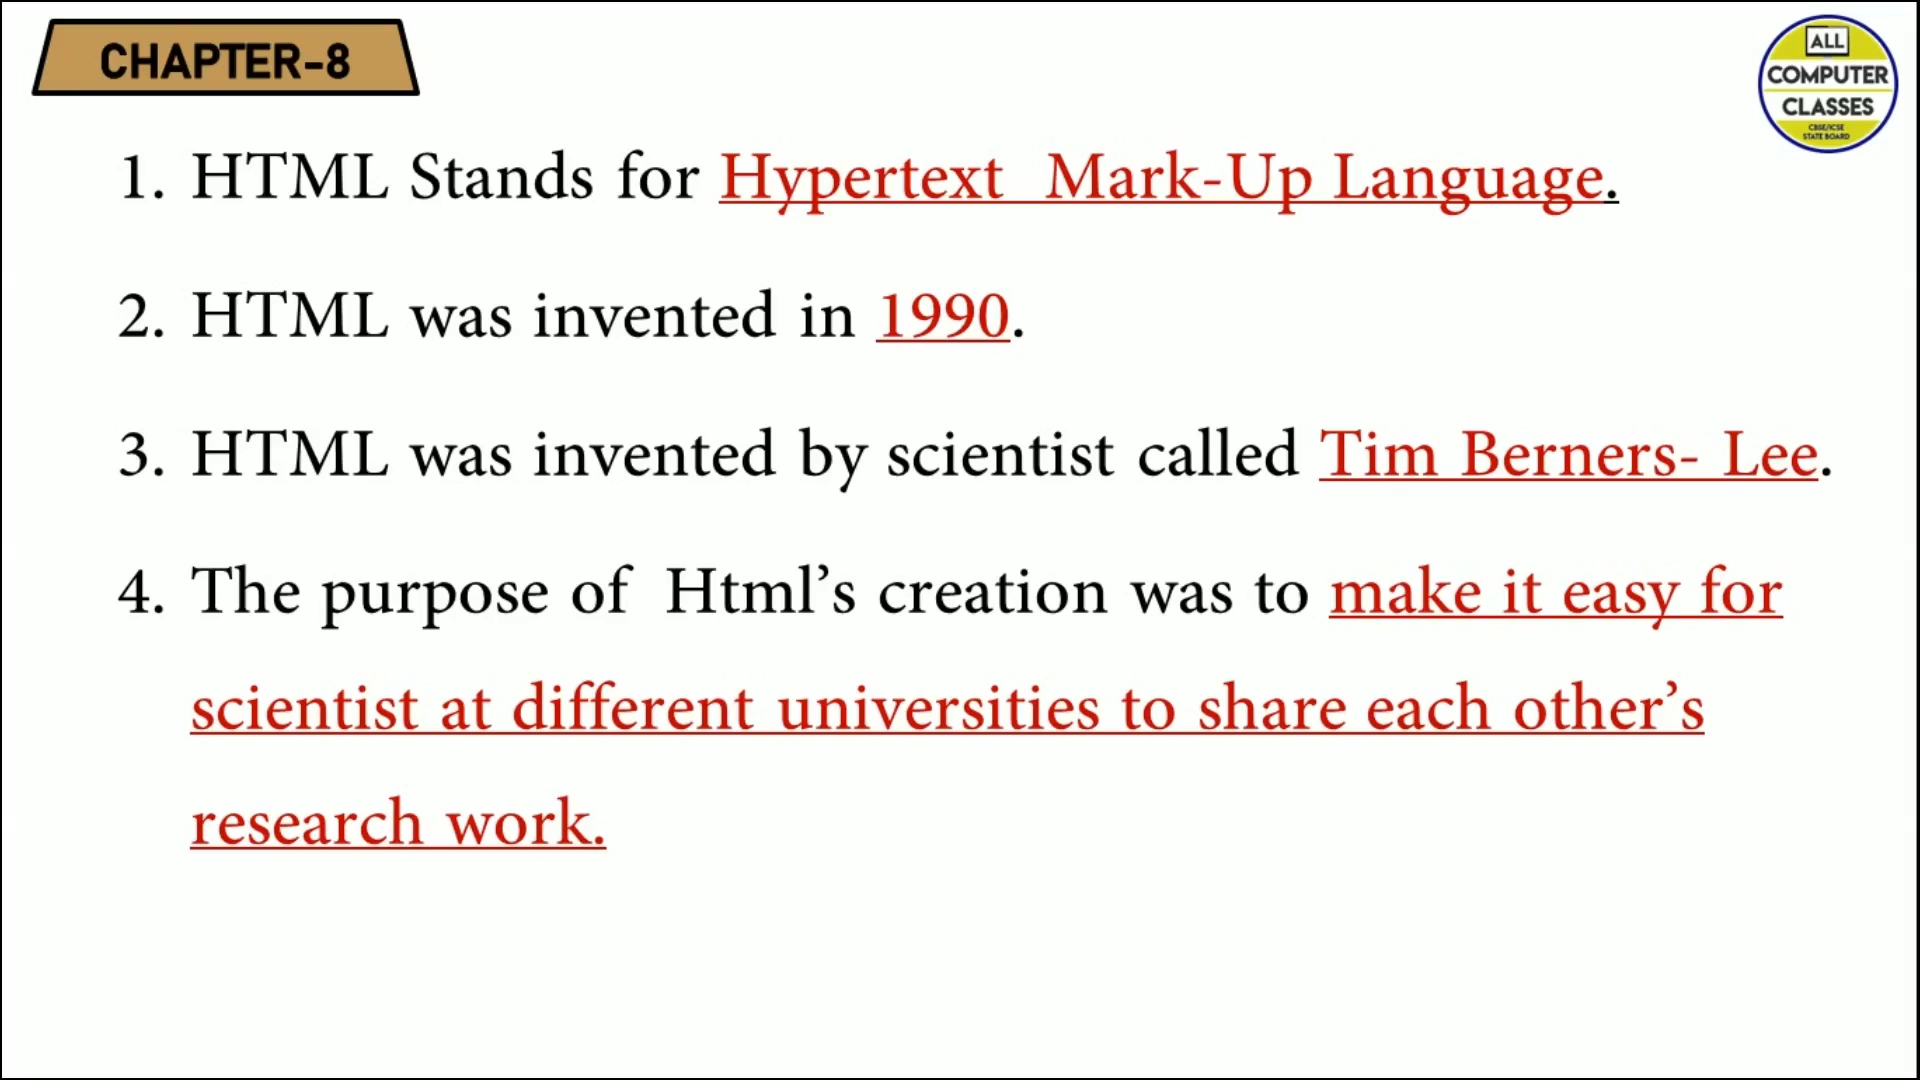 CHAPTER-8
ALL
COMPUTER
CLASSES
CBSE/ICSE
STATE BOARD
1. HTML Stands for Hypertext Mark-Up Language.
2. HTML was invented in 1990.
3. HTML was invented by scientist called Tim Berners- Lee.
4. The purpose of Html’s creation was to make it easy for
scientist at different universities to share each other’s
research work.